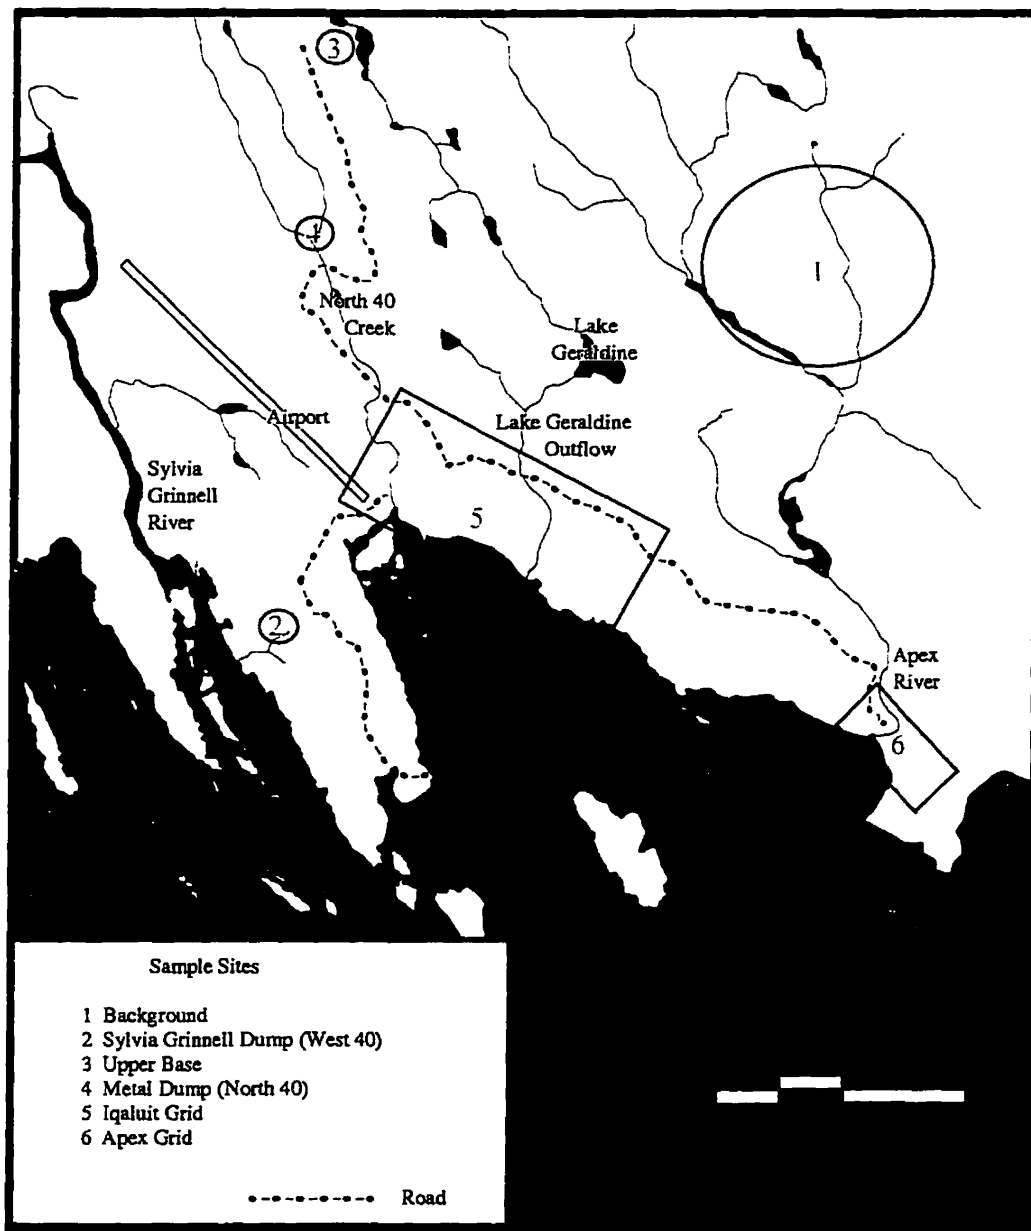 3
4
1
North 40
Creek
Lake
Geraldine
Airport
Lake Geraldine
Outflow
Sylvia
Grinnell
River
5
2
Apex
River
6
Sample Sites
1 Background
2 Sylvia Grinnell Dump (West 40)
3 Upper Base
4 Metal Dump (North 40)
5 Iqaluit Grid
6 Apex Grid
Road